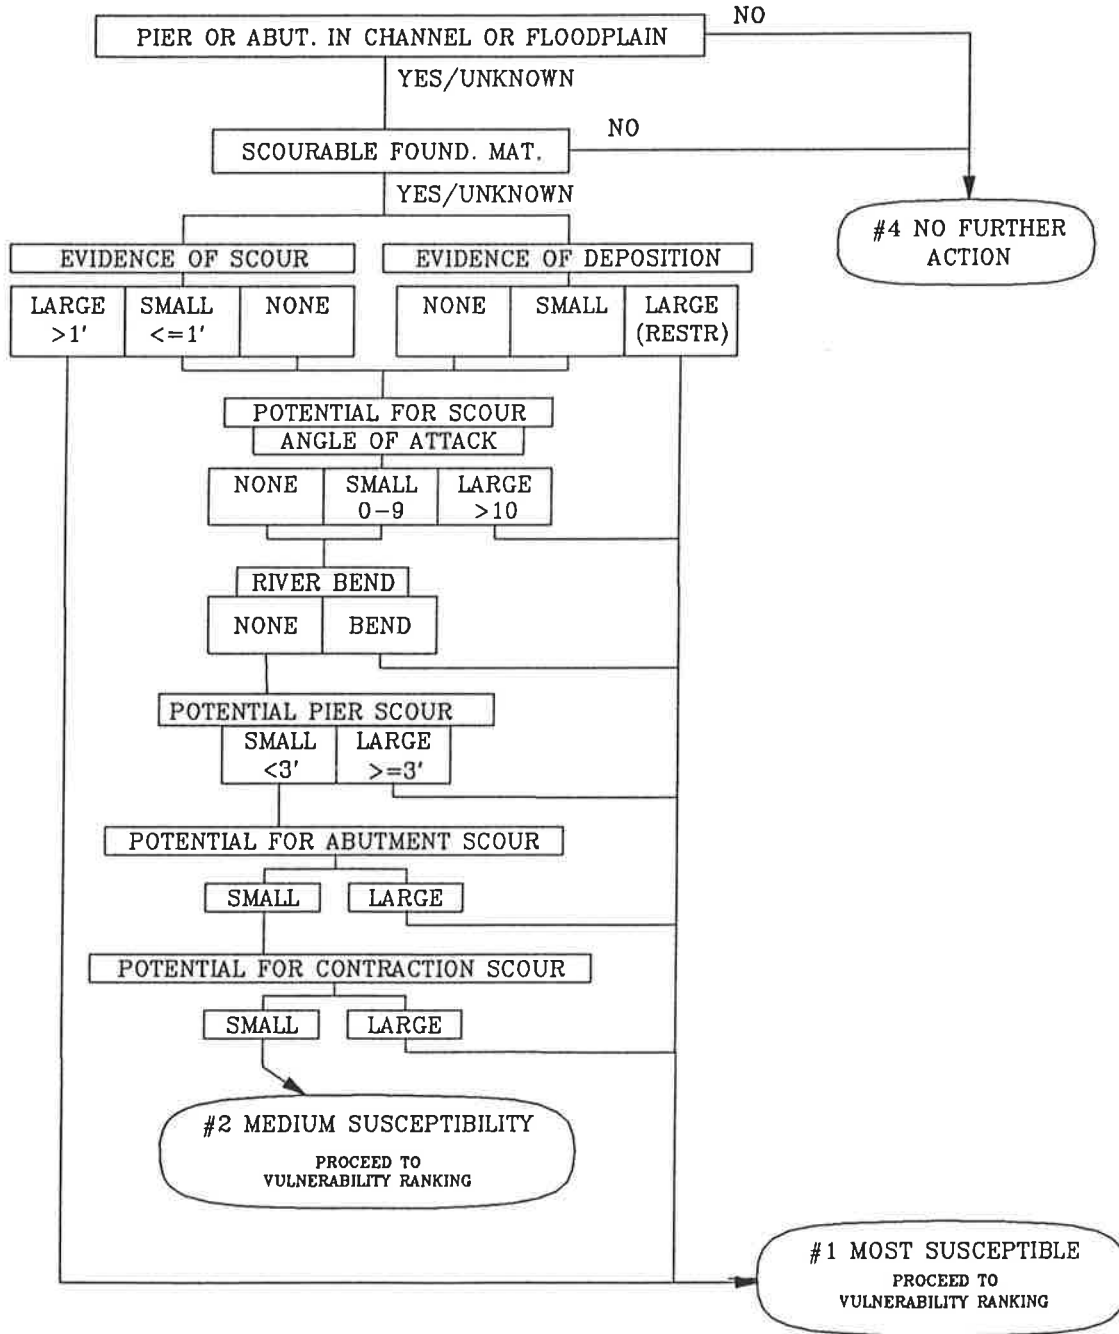 NO
PIER OR ABUT. IN CHANNEL OR FLOODPLAIN
YES/UNKNOWN
NO
SCOURABLE FOUND. MAT.
YES/UNKNOWN
#4 NO FURTHER
ACTION
EVIDENCE OF SCOUR
EVIDENCE OF DEPOSITION
LARGE
>1'
SMALL
<=1'
NONE
NONE
SMALL
LARGE
(RESTR)
POTENTIAL FOR SCOUR
ANGLE OF ATTACK
NONE
SMALL
0-9
LARGE
>10
RIVER BEND
NONE
BEND
POTENTIAL PIER SCOUR
SMALL
<3'
LARGE
>=3'
POTENTIAL FOR ABUTMENT SCOUR
SMALL
LARGE
POTENTIAL FOR CONTRACTION SCOUR
SMALL
LARGE
#2 MEDIUM SUSCEPTIBILITY
PROCEED TO
VULNERABILITY RANKING
#1 MOST SUSCEPTIBLE
PROCEED TO
VULNERABILITY RANKING